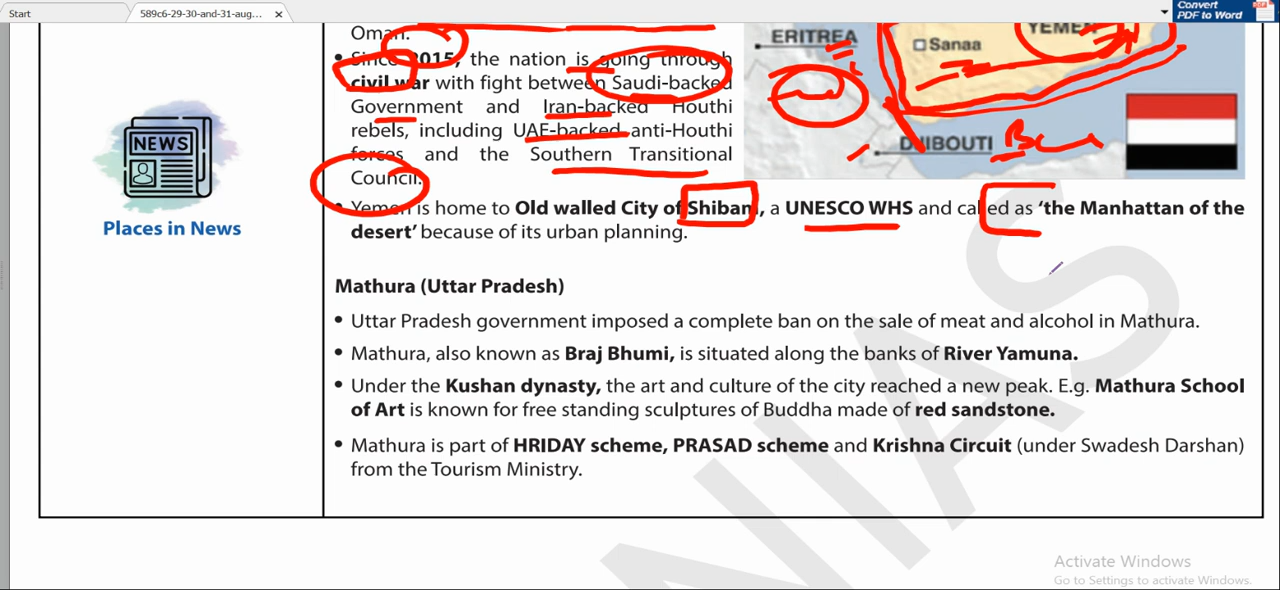 Start
589c6-29-30-and-31-aug...
Convert
PDF to Word
Oman.
Since 2015, the nation is going through
civil war with fight between Saudi-backed
Government and Iran-backed Houthi
rebels, including UAE-backed anti-Houthi
forces and the Southern Transitional
Council.
ERITREA
YEMEN
Sanaa
DJIBOUTI
NEWS
Places in News
• Yemen is home to Old walled City of Shibam, a UNESCO WHS and called as ‘the Manhattan of the
desert’ because of its urban planning.
Mathura (Uttar Pradesh)
• Uttar Pradesh government imposed a complete ban on the sale of meat and alcohol in Mathura.
• Mathura, also known as Braj Bhumi, is situated along the banks of River Yamuna.
• Under the Kushan dynasty, the art and culture of the city reached a new peak. E.g. Mathura School
of Art is known for free standing sculptures of Buddha made of red sandstone.
• Mathura is part of HRIDAY scheme, PRASAD scheme and Krishna Circuit (under Swadesh Darshan)
from the Tourism Ministry.
NIAS
Activate Windows
Go to Settings to activate Windows.